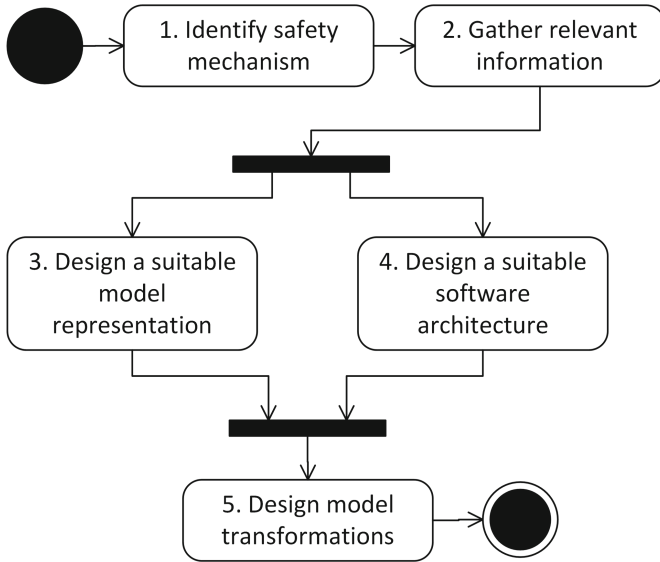 1. Identify safety
mechanism
2. Gather relevant
information
3. Design a suitable
model
representation
4. Design a suitable
software
architecture
5. Design model
transformations